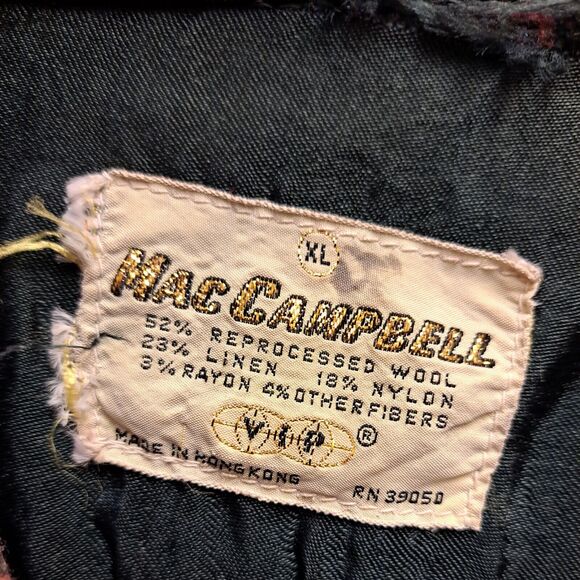 XL
MAC CAMPBELL
52% REPROCESSED WOOL
23% LINEN 18% NYLON
3% RAYON 4% OTHER FIBERS
VIP ®
MADE IN HONG KONG
RN 39050